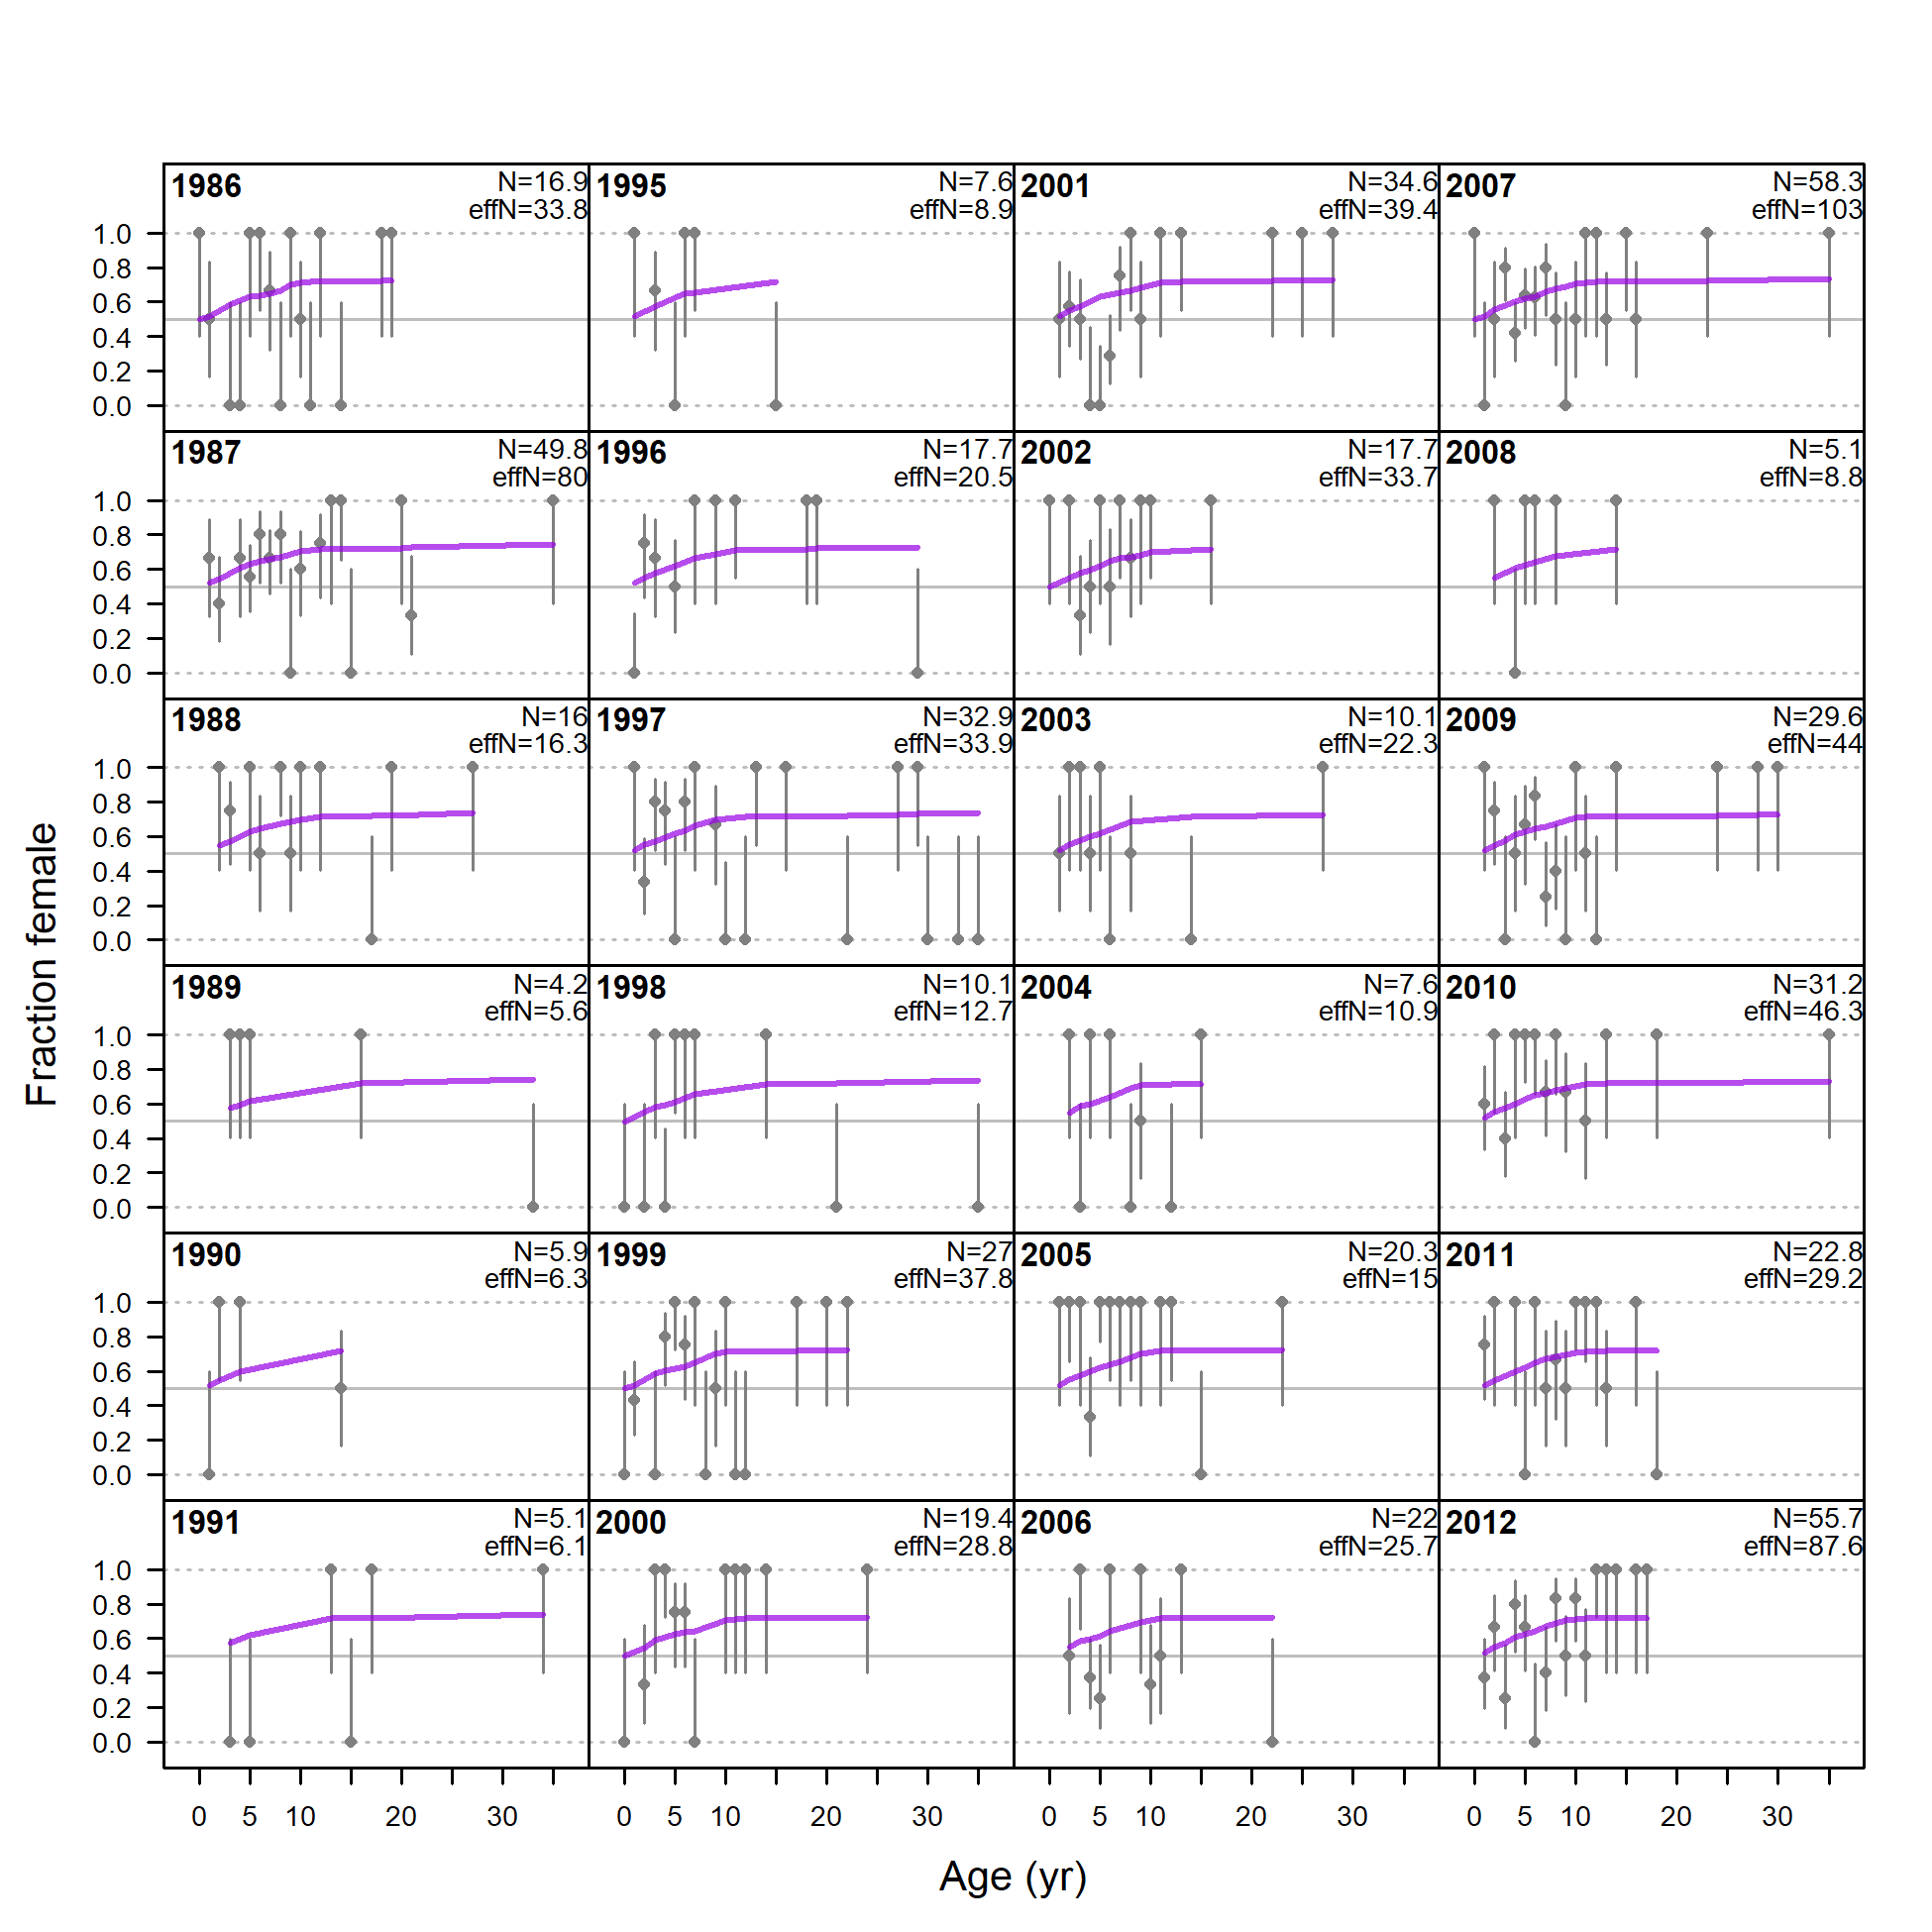 1986 N=16.9 1995 N=7.6 2001 N=34.6 2007 N=58.3
effN=33.8 effN=8.9 effN=39.4 effN=103
1.0
0.8
0.6
0.4
0.2
0.0
1987 N=49.8 1996 N=17.7 2002 N=17.7 2008 N=5.1
effN=80 effN=20.5 effN=33.7 effN=8.8
1.0
0.8
0.6
0.4
0.2
0.0
1988 N=16 1997 N=32.9 2003 N=10.1 2009 N=29.6
effN=16.3 effN=33.9 effN=22.3 effN=44
1.0
0.8
0.6
0.4
0.2
0.0
Fraction female
1989 N=4.2 1998 N=10.1 2004 N=7.6 2010 N=31.2
effN=5.6 effN=12.7 effN=10.9 effN=46.3
1.0
0.8
0.6
0.4
0.2
0.0
1990 N=5.9 1999 N=27 2005 N=20.3 2011 N=22.8
effN=6.3 effN=37.8 effN=15 effN=29.2
1.0
0.8
0.6
0.4
0.2
0.0
1991 N=5.1 2000 N=19.4 2006 N=22 2012 N=55.7
effN=6.1 effN=28.8 effN=25.7 effN=87.6
1.0
0.8
0.6
0.4
0.2
0.0
0 5 10 20 30 0 5 10 20 30 0 5 10 20 30 0 5 10 20 30
Age (yr)